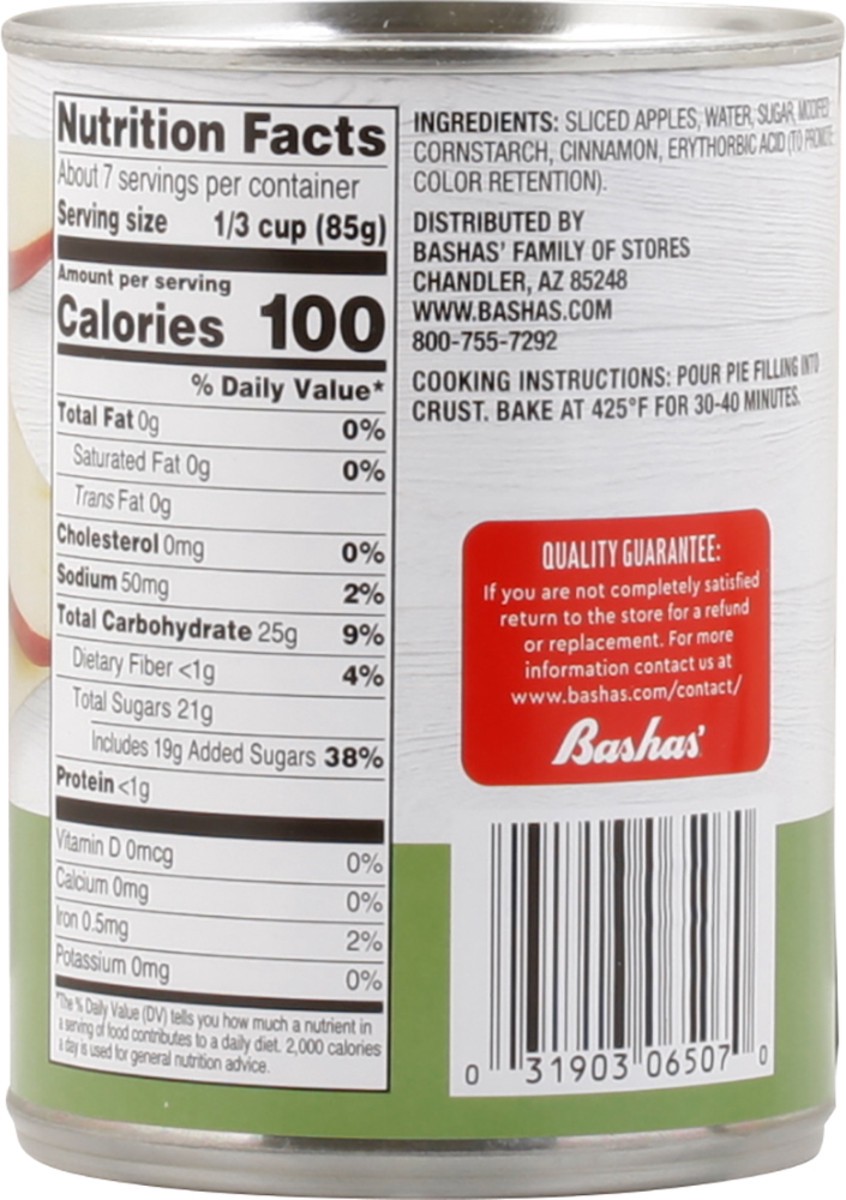 Nutrition Facts
About 7 servings per container
Serving size 1/3 cup (85g)
Amount per serving
Calories 100
% Daily Value*
Total Fat 0g 0%
Saturated Fat 0g 0%
Trans Fat 0g
Cholesterol 0mg 0%
Sodium 50mg 2%
Total Carbohydrate 25g 9%
Dietary Fiber <1g 4%
Total Sugars 21g
Includes 19g Added Sugars 38%
Protein <1g
Vitamin D 0mcg 0%
Calcium 0mg 0%
Iron 0.5mg 2%
Potassium 0mg 0%
*The % Daily Value (DV) tells you how much a nutrient in
a serving of food contributes to a daily diet. 2,000 calories
a day is used for general nutrition advice.
INGREDIENTS: SLICED APPLES, WATER, SUGAR, MODIFIED
CORNSTARCH, CINNAMON, ERYTHORBIC ACID (TO PROMOTE
COLOR RETENTION).
DISTRIBUTED BY
BASHAS' FAMILY OF STORES
CHANDLER, AZ 85248
WWW.BASHAS.COM
800-755-7292
COOKING INSTRUCTIONS: POUR PIE FILLING INTO
CRUST. BAKE AT 425°F FOR 30-40 MINUTES.
QUALITY GUARANTEE:
If you are not completely satisfied
return to the store for a refund
or replacement. For more
information contact us at
www.bashas.com/contact/
Bashas'
0 31903 06507 0